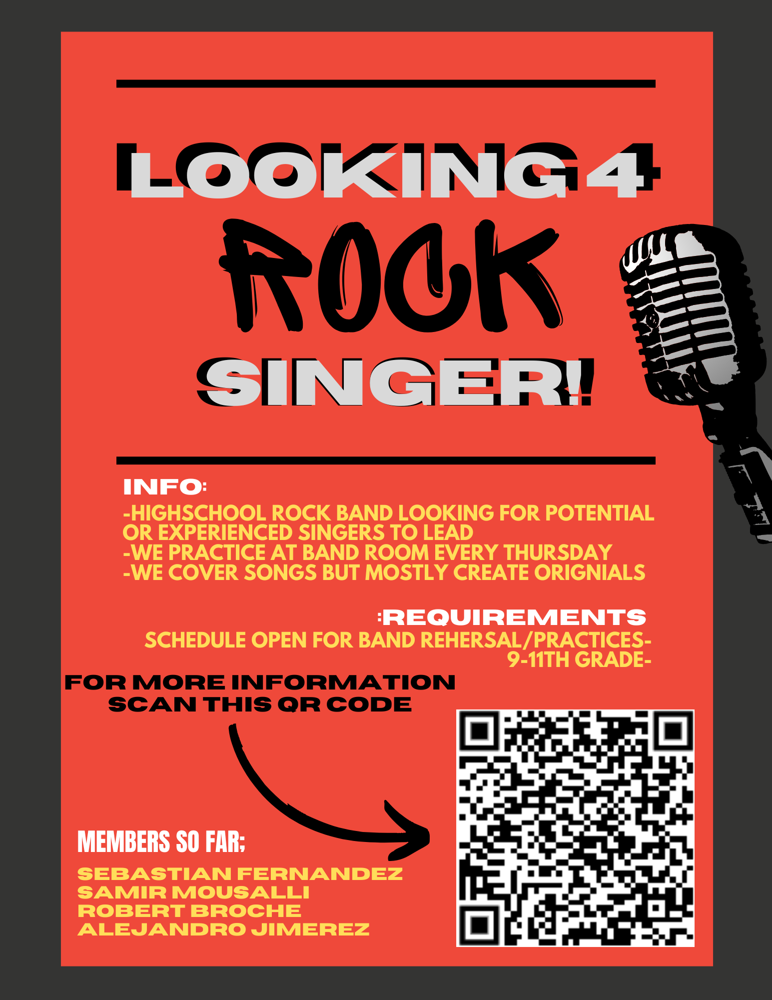 LOOKING 4
ROCK
SINGER!
INFO:
-HIGHSCHOOL ROCK BAND LOOKING FOR POTENTIAL
OR EXPERIENCED SINGERS TO LEAD
-WE PRACTICE AT BAND ROOM EVERY THURSDAY
-WE COVER SONGS BUT MOSTLY CREATE ORIGNIALS
:REQUIREMENTS
SCHEDULE OPEN FOR BAND REHERSAL/PRACTICES-
9-11TH GRADE-
FOR MORE INFORMATION
SCAN THIS QR CODE
MEMBERS SO FAR;
SEBASTIAN FERNANDEZ
SAMIR MOUSALLI
ROBERT BROCHE
ALEJANDRO JIMEREZ